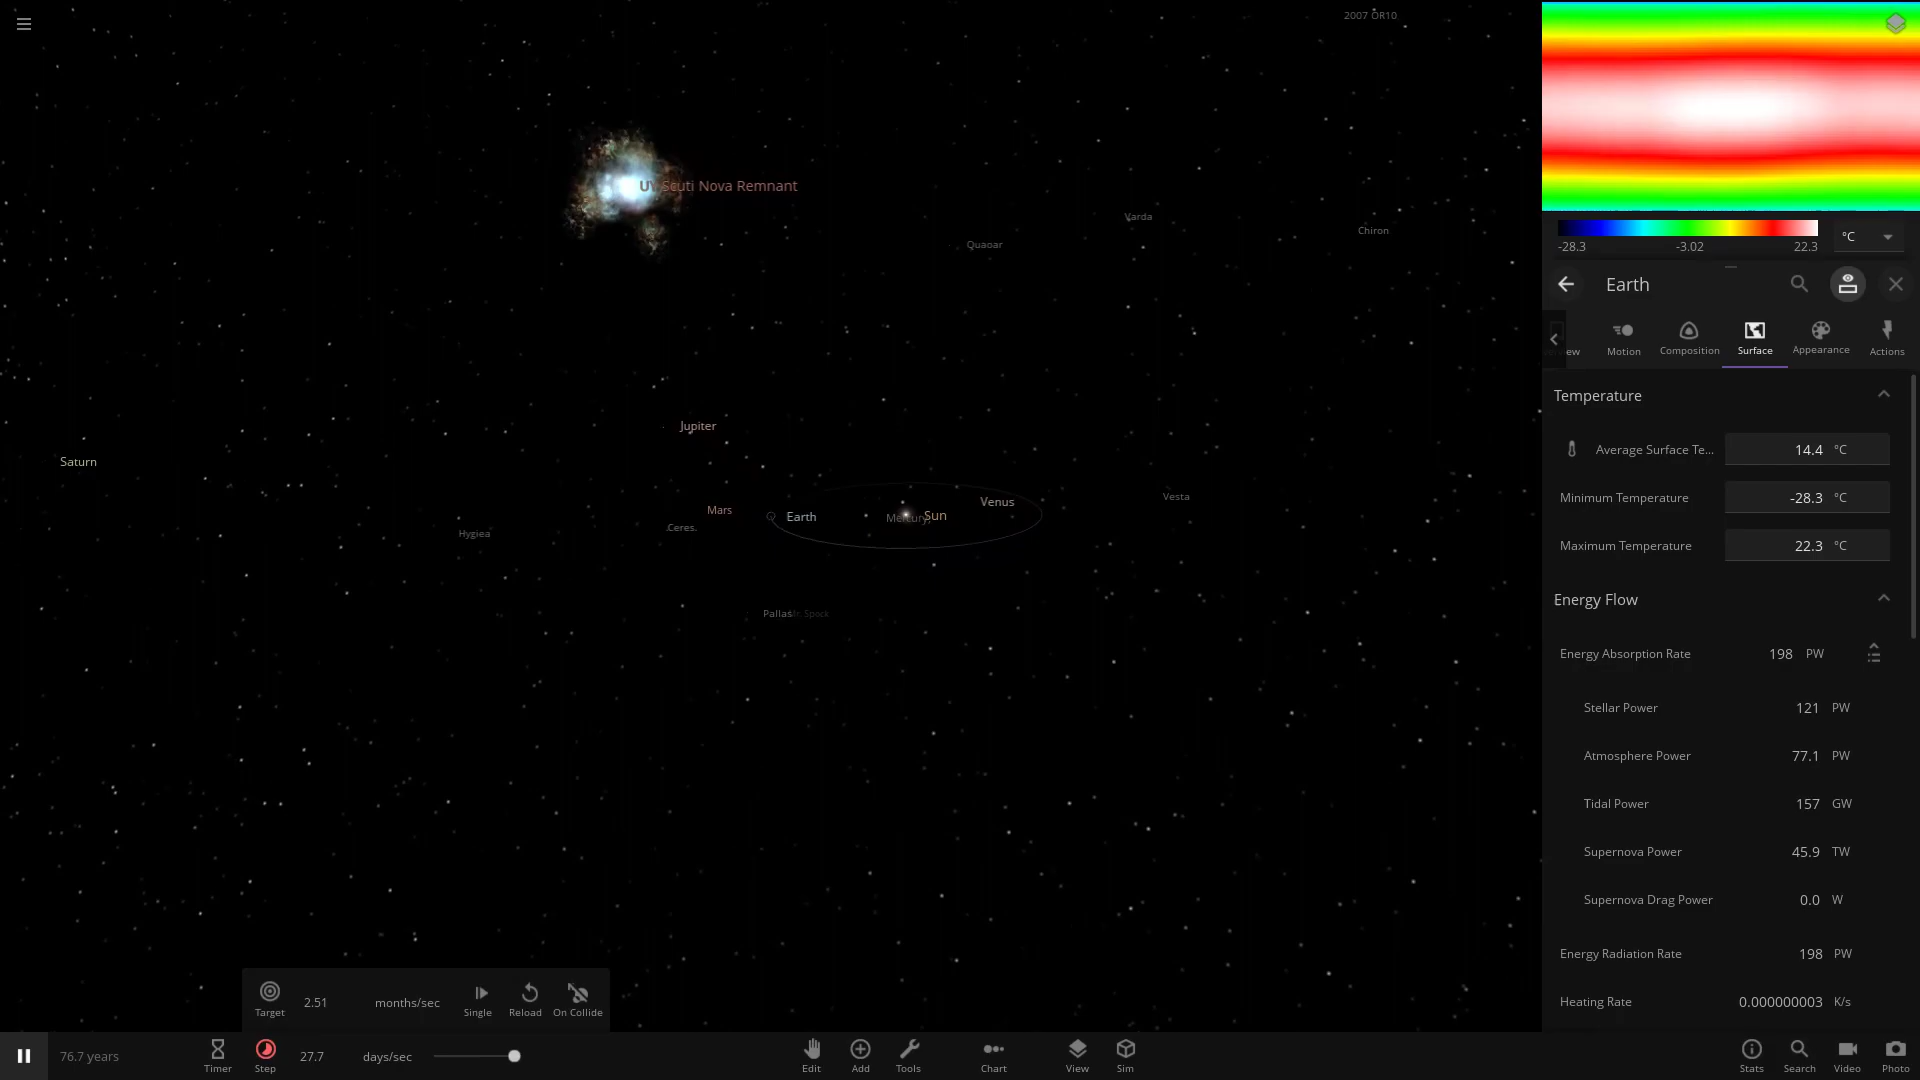 2007 OR10
UY Scuti Nova Remnant
Varda
Chiron
Quaoar
Jupiter
Saturn
Venus
Vesta
Mars
Earth
Mercury
Sun
Ceres
Hygiea
Pallas
Mr. Spock
-28.3 -3.02 22.3 °C
Earth
view Motion Composition Surface Appearance Actions
Temperature
Average Surface Te... 14.4 °C
Minimum Temperature -28.3 °C
Maximum Temperature 22.3 °C
Energy Flow
Energy Absorption Rate 198 PW
Stellar Power 121 PW
Atmosphere Power 77.1 PW
Tidal Power 157 GW
Supernova Power 45.9 TW
Supernova Drag Power 0.0 W
Energy Radiation Rate 198 PW
Heating Rate 0.000000003 K/s
2.51 months/sec
Target Single Reload On Collide
76.7 years 27.7 days/sec
Timer Step Edit Add Tools Chart View Sim Stats Search Video Photo